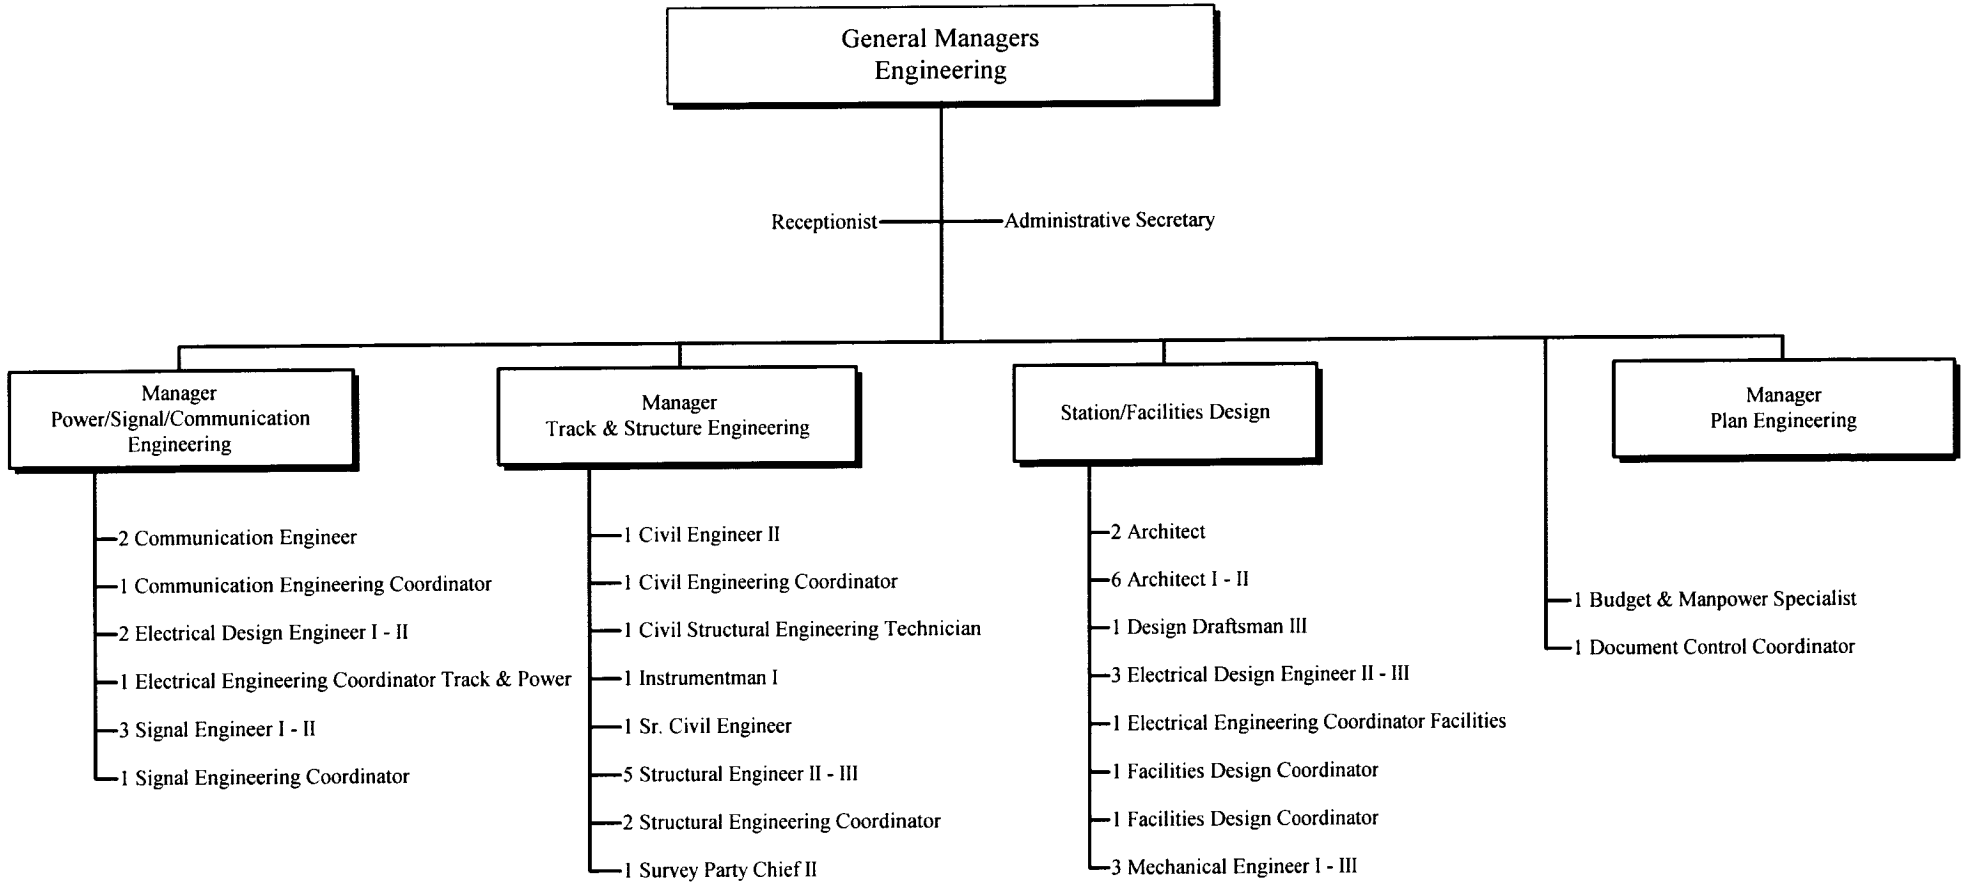 General Managers
Engineering
Receptionist
Administrative Secretary
Manager
Power/Signal/Communication
Engineering
2 Communication Engineer
1 Communication Engineering Coordinator
2 Electrical Design Engineer I - II
1 Electrical Engineering Coordinator Track & Power
3 Signal Engineer I - II
1 Signal Engineering Coordinator
Manager
Track & Structure Engineering
1 Civil Engineer II
1 Civil Engineering Coordinator
1 Civil Structural Engineering Technician
1 Instrumentman I
1 Sr. Civil Engineer
5 Structural Engineer II - III
2 Structural Engineering Coordinator
1 Survey Party Chief II
Station/Facilities Design
2 Architect
6 Architect I - II
1 Design Draftsman III
3 Electrical Design Engineer II - III
1 Electrical Engineering Coordinator Facilities
1 Facilities Design Coordinator
1 Facilities Design Coordinator
3 Mechanical Engineer I - III
1 Budget & Manpower Specialist
1 Document Control Coordinator
Manager
Plan Engineering